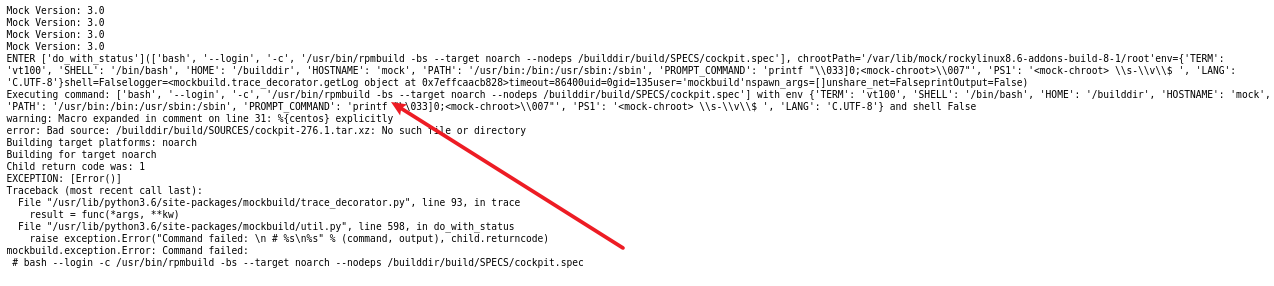 Mock Version: 3.0
Mock Version: 3.0
Mock Version: 3.0
Mock Version: 3.0
ENTER ['do_with_status'](['bash', '--login', '-c', '/usr/bin/rpmbuild -bs --target noarch --nodeps /builddir/build/SPECS/cockpit.spec'], chrootPath='/var/lib/mock/rockylinux8.6-addons-build-8-1/root'env={'TERM':
'vt100', 'SHELL': '/bin/bash', 'HOME': '/builddir', 'HOSTNAME': 'mock', 'PATH': '/usr/bin:/bin:/usr/sbin:/sbin', 'PROMPT_COMMAND': 'printf "\\033]0;<mock-chroot>\\007"', 'PS1': '<mock-chroot> \\s-\\v\\$ ', 'LANG':
'C.UTF-8'}shell=Falselogger=<mockbuild.trace_decorator.getLog object at 0x7effcaacb828>timeout=86400uid=0gid=135user='mockbuild'nspawn_args=[]unshare_net=FalseprintOutput=False)
Executing command: ['bash', '--login', '-c', '/usr/bin/rpmbuild -bs --target noarch --nodeps /builddir/build/SPECS/cockpit.spec'] with env {'TERM': 'vt100', 'SHELL': '/bin/bash', 'HOME': '/builddir', 'HOSTNAME': 'mock',
'PATH': '/usr/bin:/bin:/usr/sbin:/sbin', 'PROMPT_COMMAND': 'printf "\\033]0;<mock-chroot>\\007"', 'PS1': '<mock-chroot> \\s-\\v\\$ ', 'LANG': 'C.UTF-8'} and shell False
warning: Macro expanded in comment on line 31: %{centos} explicitly
error: Bad source: /builddir/build/SOURCES/cockpit-276.1.tar.xz: No such file or directory
Building target platforms: noarch
Building for target noarch
Child return code was: 1
EXCEPTION: [Error()]
Traceback (most recent call last):
  File "/usr/lib/python3.6/site-packages/mockbuild/trace_decorator.py", line 93, in trace
    result = func(*args, **kw)
  File "/usr/lib/python3.6/site-packages/mockbuild/util.py", line 598, in do_with_status
    raise exception.Error("Command failed: \n # %s\n%s" % (command, output), child.returncode)
mockbuild.exception.Error: Command failed:
 # bash --login -c /usr/bin/rpmbuild -bs --target noarch --nodeps /builddir/build/SPECS/cockpit.spec